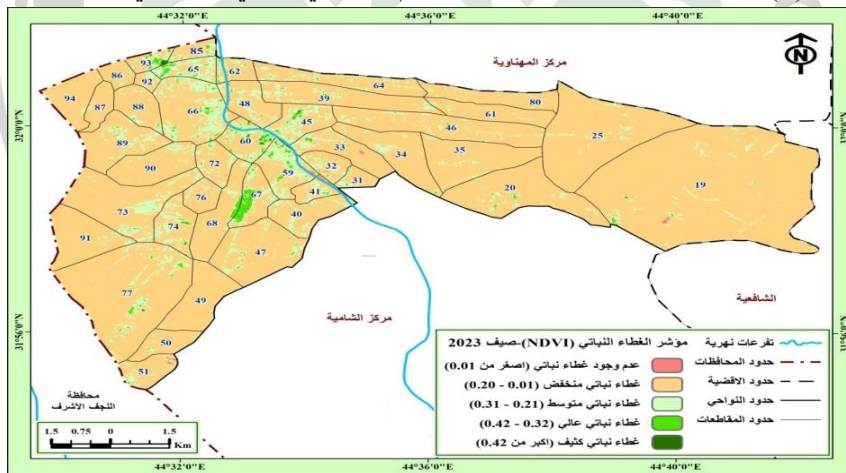 44°32'0"E 44°36'0"E 44°40'0"E
مركز المهناوية
N
85
93
86 92 65 62
64
94 87 88 48 39 80
66 45 61
46 25
89 60 33 35
90 72 59 32 34
31
76 67 41 20 19
73 68 40
74
91 47
77 49
50
51
32°0'0"N
31°56'0"N
الشافعية
مركز الشامية
محافظة
النجف الأشرف
1.5 0.75 0 1.5
Km
مؤشر الغطاء النباتي (NDVI)-صيف 2023
عدم وجود غطاء نباتي (اصغر من 0.01)
غطاء نباتي منخفض (0.01 - 0.20)
غطاء نباتي متوسط (0.21 - 0.31)
غطاء نباتي عالي (0.32 - 0.42)
غطاء نباتي كثيف (اكبر من 0.42)
تفرعات نهرية
حدود المحافظات
حدود الاقضية
حدود النواحي
حدود المقاطعات
44°32'0"E 44°36'0"E 44°40'0"E